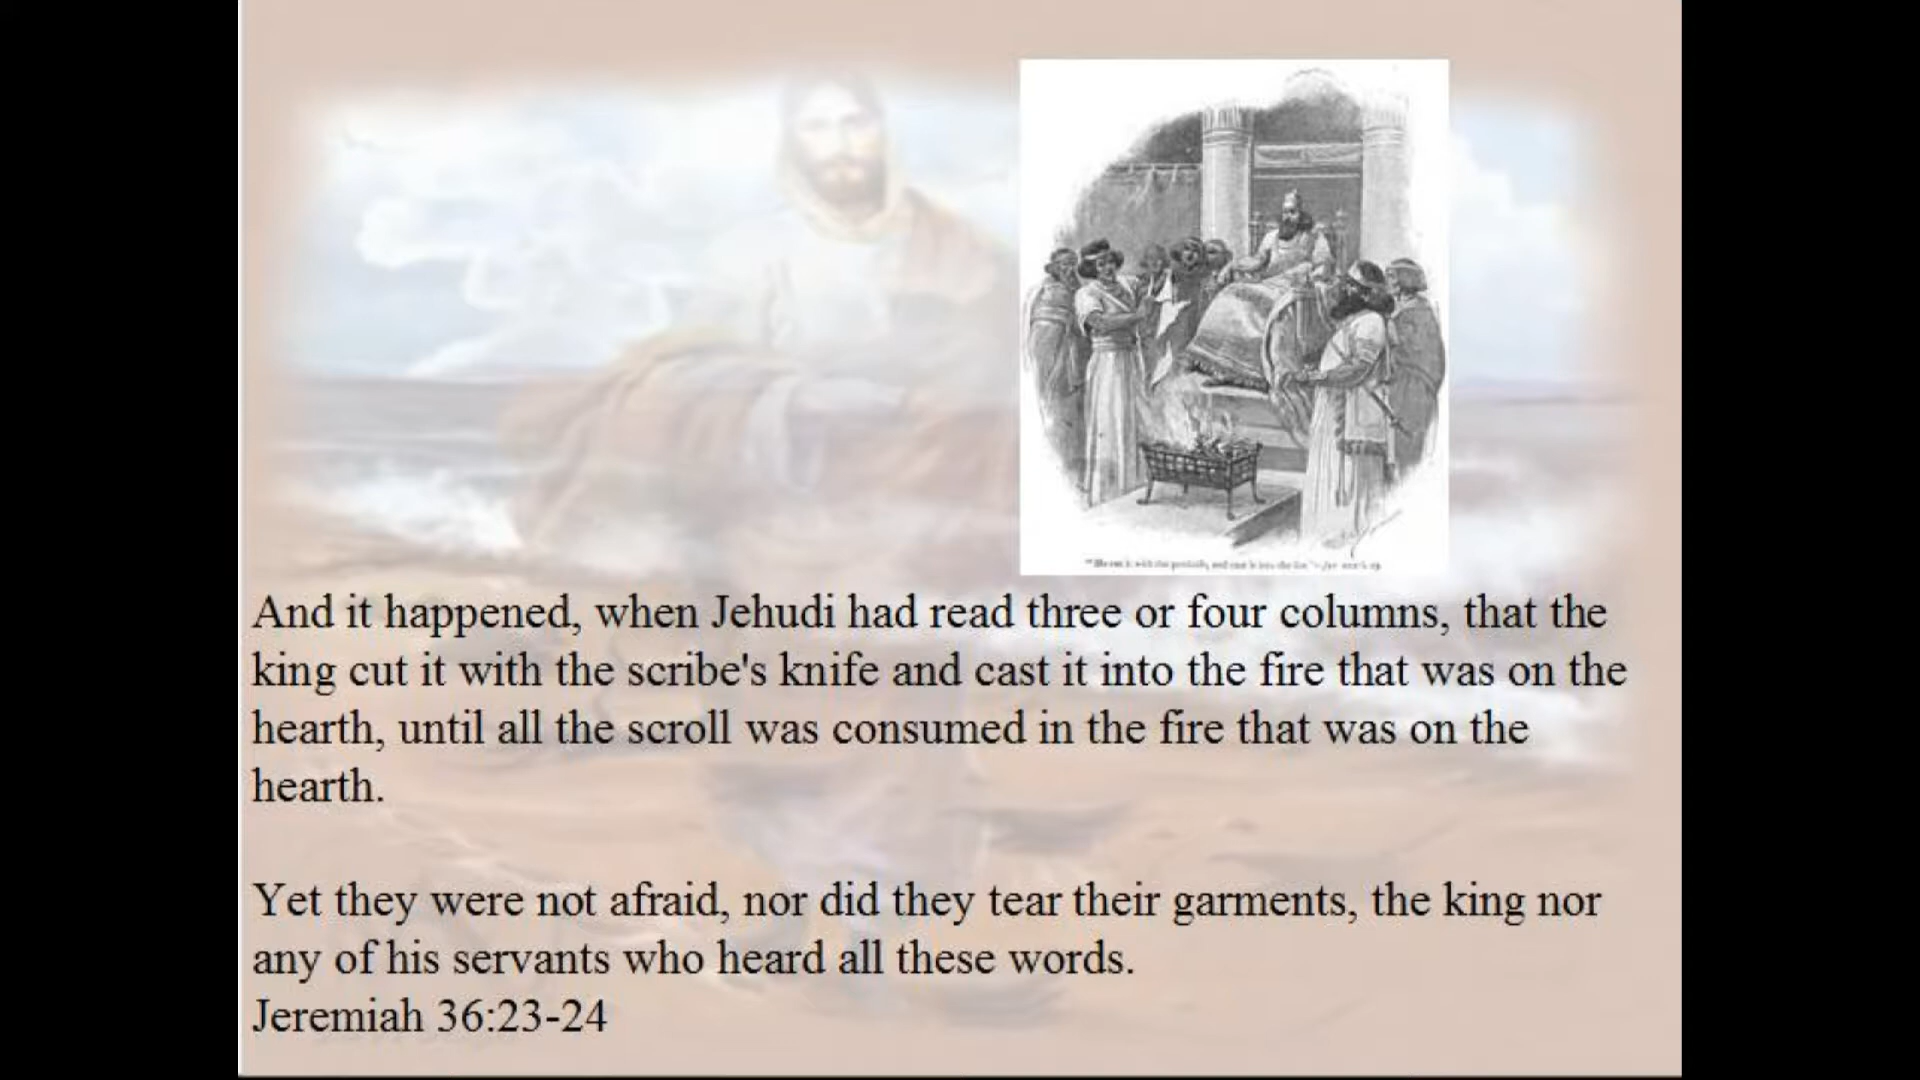 And it happened, when Jehudi had read three or four columns, that the
king cut it with the scribe's knife and cast it into the fire that was on the
hearth, until all the scroll was consumed in the fire that was on the
hearth.
Yet they were not afraid, nor did they tear their garments, the king nor
any of his servants who heard all these words.
Jeremiah 36:23-24